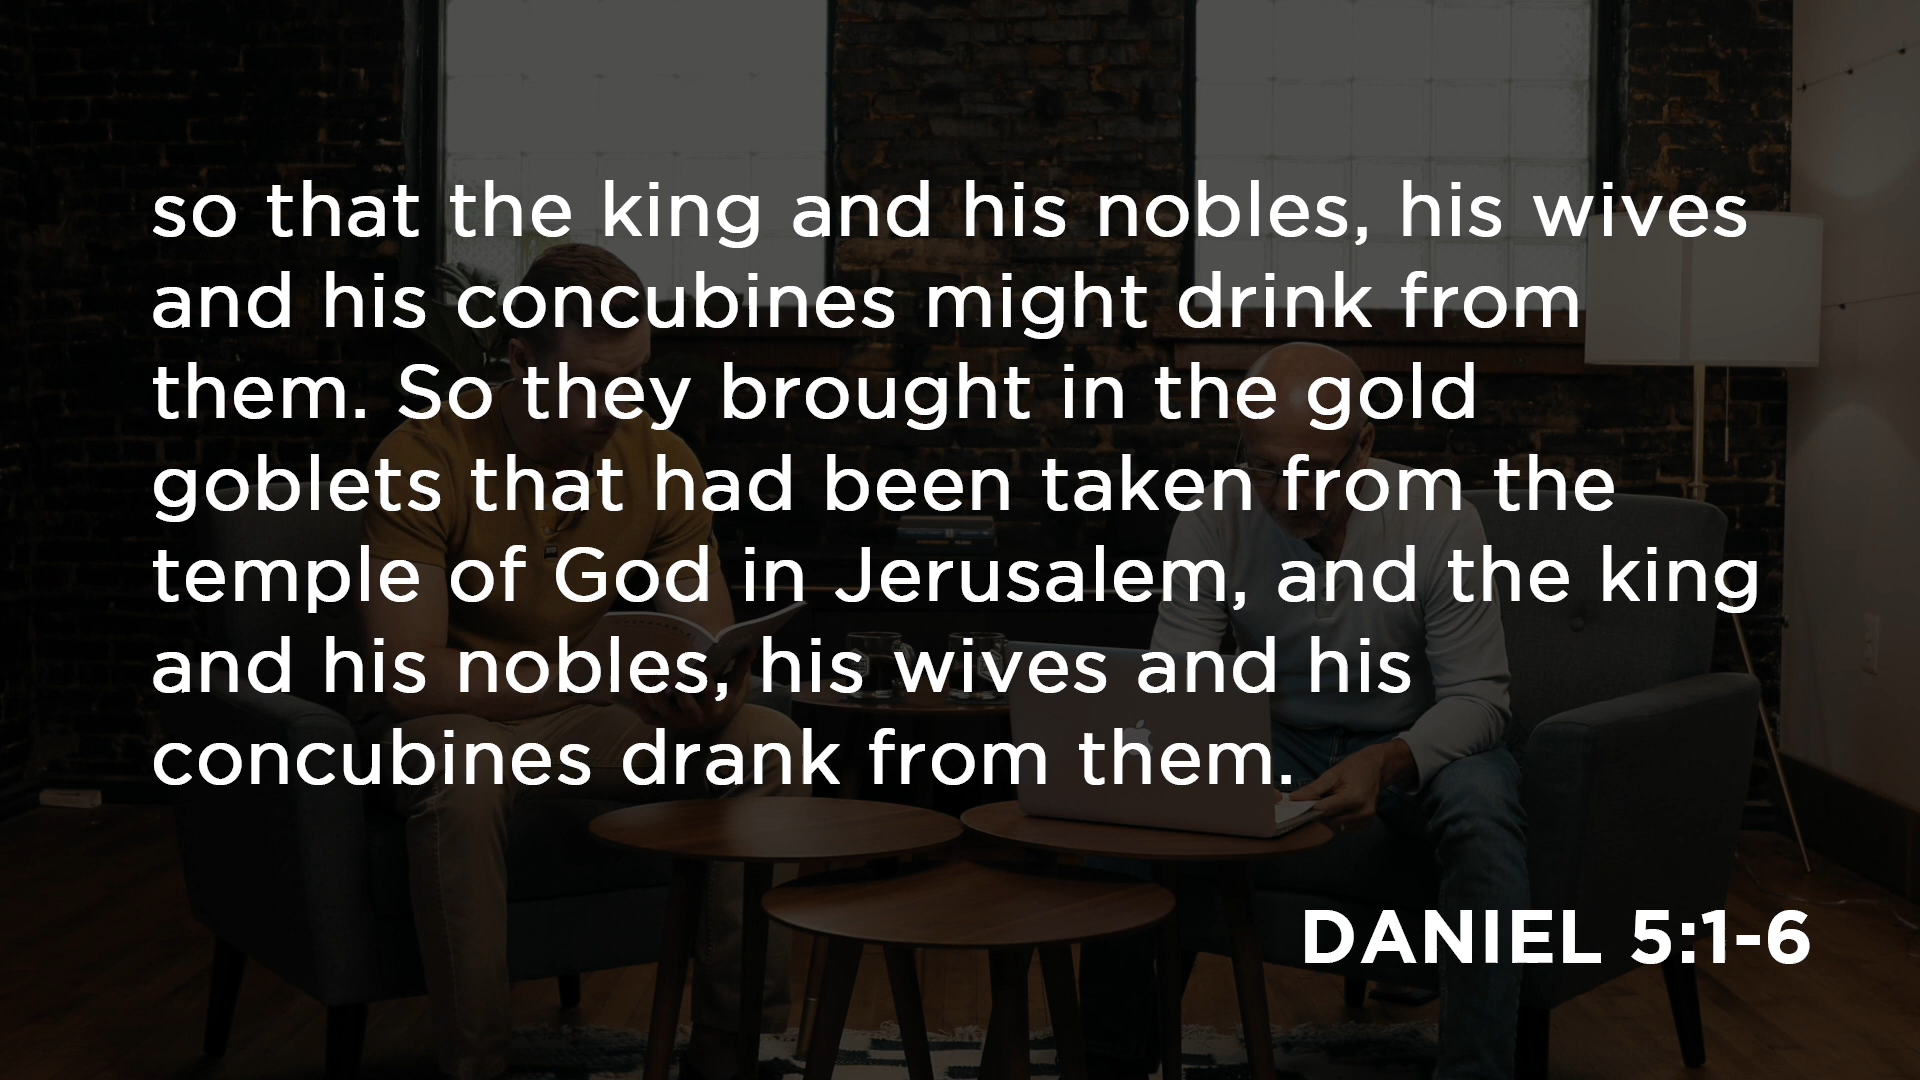 so that the king and his nobles, his wives
and his concubines might drink from
them. So they brought in the gold
goblets that had been taken from the
temple of God in Jerusalem, and the king
and his nobles, his wives and his
concubines drank from them.
DANIEL 5:1-6